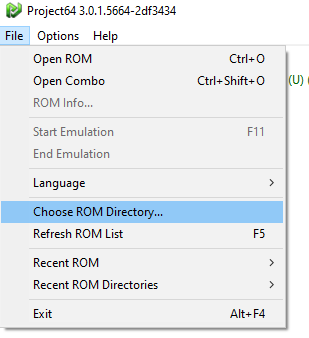 Project64 3.0.1.5664-2df3434
File Options Help
Open ROM Ctrl+O
(U) (
Open Combo Ctrl+Shift+O
ROM Info...
Start Emulation F11
End Emulation
Language
Choose ROM Directory...
Refresh ROM List F5
Recent ROM
Recent ROM Directories
Exit Alt+F4